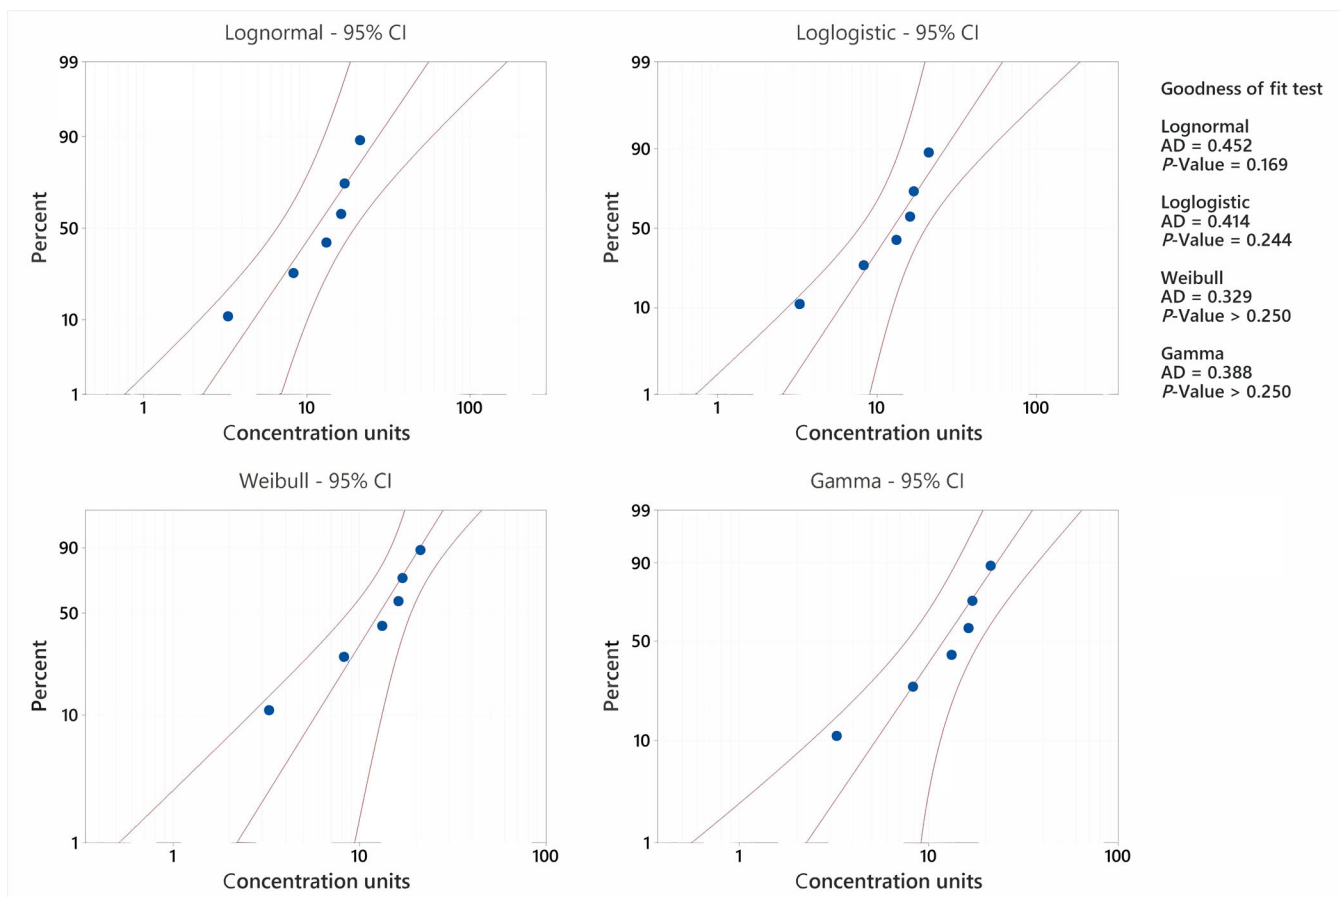 Lognormal - 95% CI
99
90
50
10
1
Percent
1 10 100
Concentration units
Loglogistic - 95% CI
99
90
50
10
1
Percent
1 10 100
Concentration units
Goodness of fit test
Lognormal
AD = 0.452
P-Value = 0.169
Loglogistic
AD = 0.414
P-Value = 0.244
Weibull
AD = 0.329
P-Value > 0.250
Gamma
AD = 0.388
P-Value > 0.250
Weibull - 95% CI
90
50
10
1
Percent
1 10 100
Concentration units
Gamma - 95% CI
99
90
50
10
1
Percent
1 10 100
Concentration units